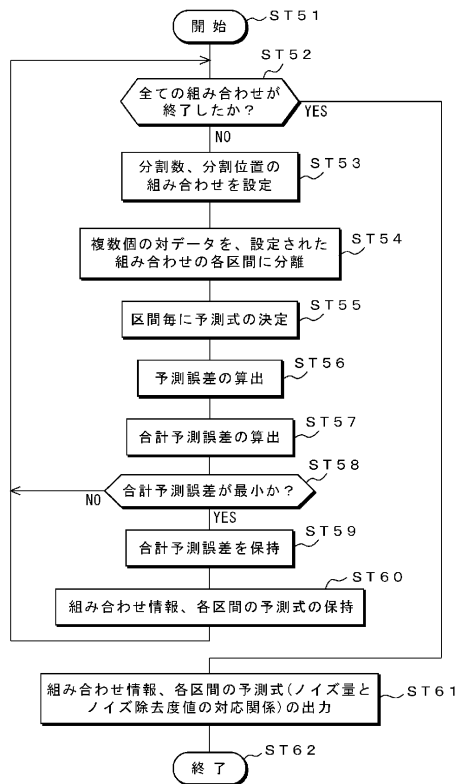 開始
ST51
ST52
全ての組み合わせが
終了したか？
YES
NO
分割数、分割位置の
組み合わせを設定
ST53
複数個の対データを、設定された
組み合わせの各区間に分離
ST54
区間毎に予測式の決定
ST55
予測誤差の算出
ST56
合計予測誤差の算出
ST57
合計予測誤差が最小か？
ST58
NO
YES
合計予測誤差を保持
ST59
組み合わせ情報、各区間の予測式の保持
ST60
組み合わせ情報、各区間の予測式(ノイズ量と
ノイズ除去度値の対応関係)の出力
ST61
終了
ST62